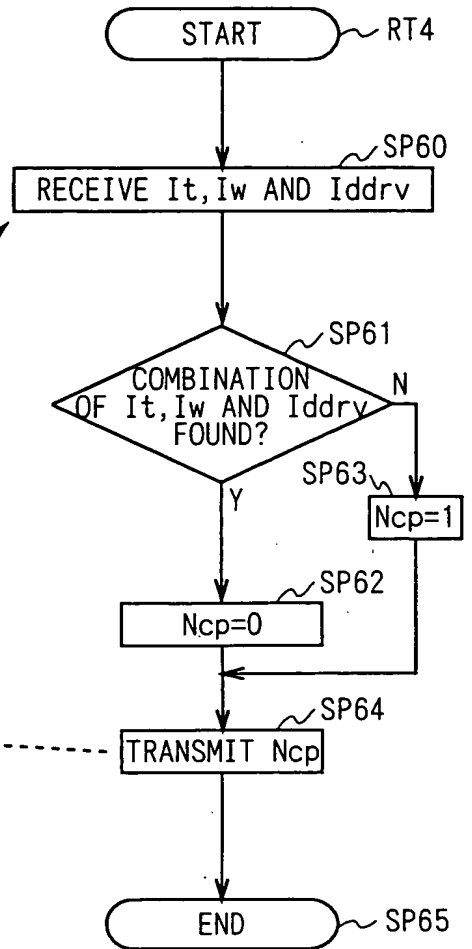 START
RT4
SP60
RECEIVE It,Iw AND Iddrv
SP61
COMBINATION
OF It,Iw AND Iddrv
FOUND?
N
Y
SP63
Ncp=1
SP62
Ncp=0
SP64
TRANSMIT Ncp
END
SP65